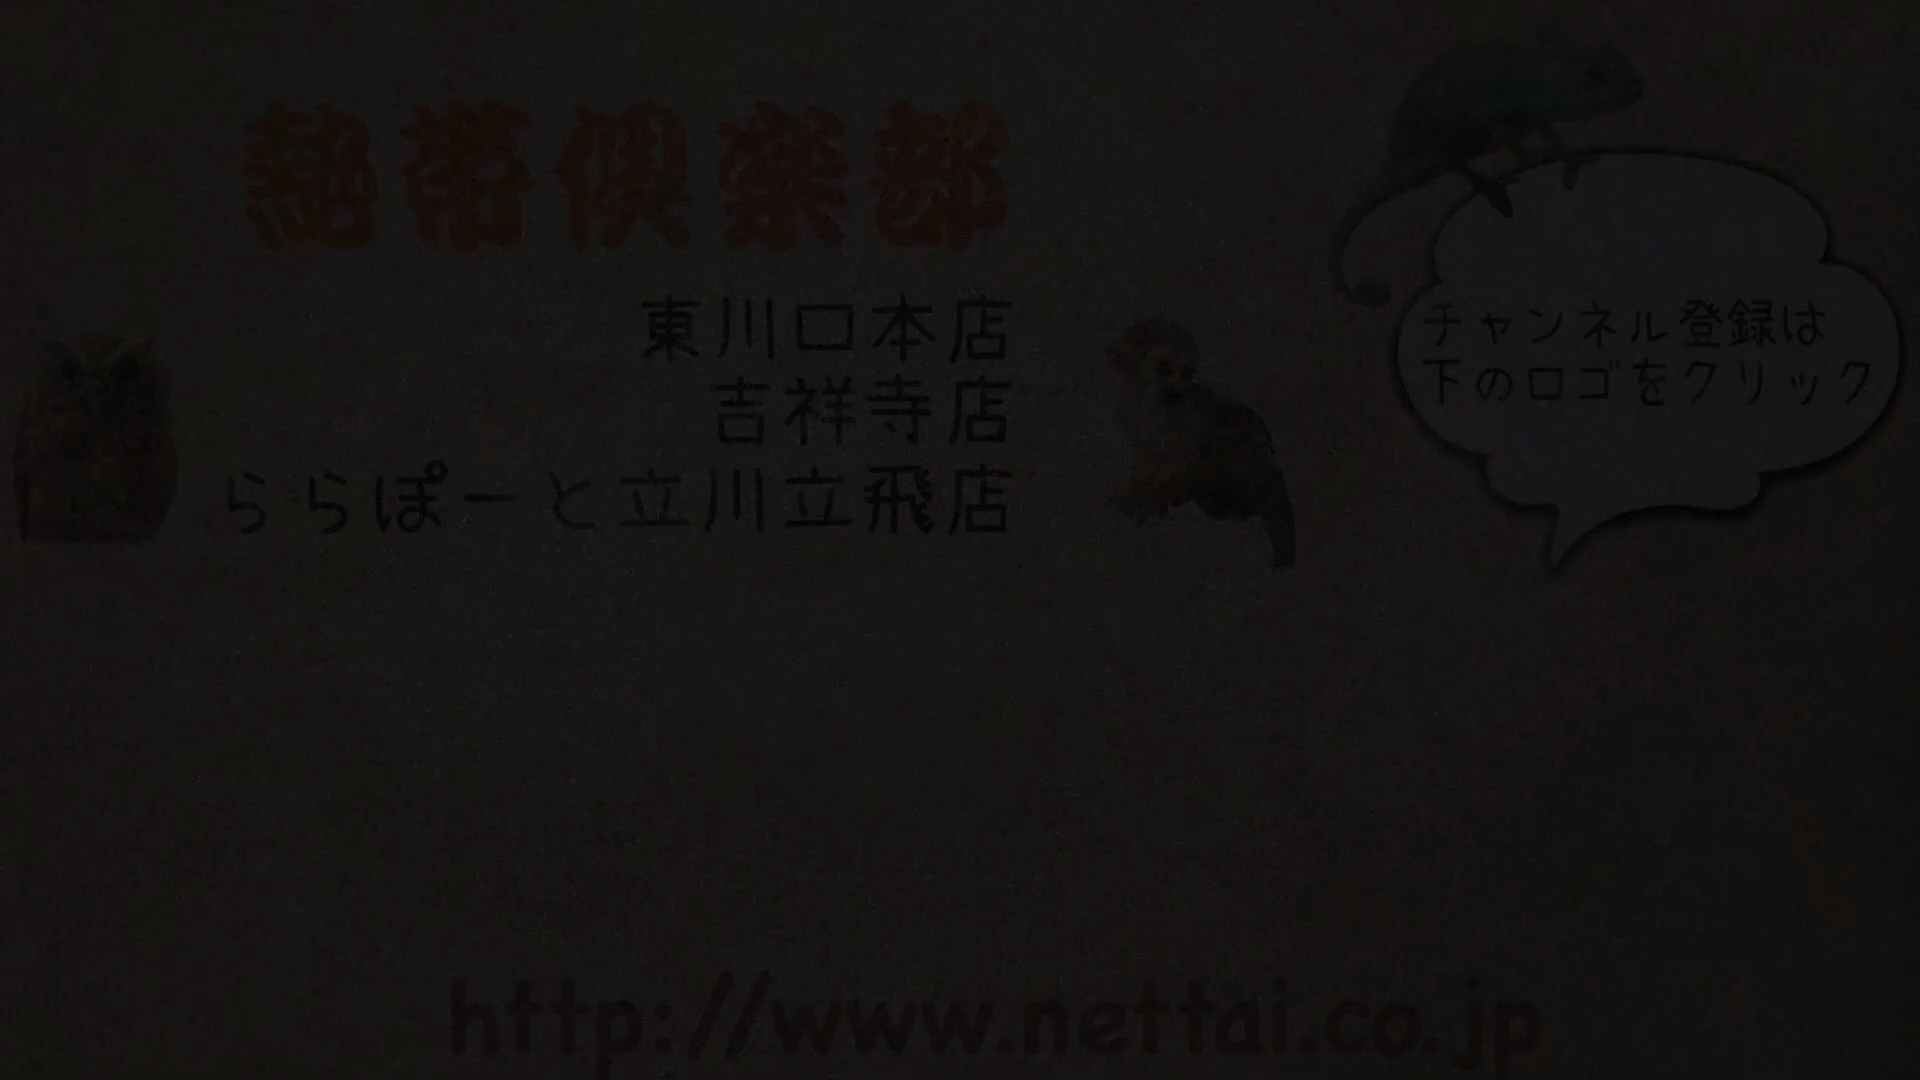 熱帯倶楽部
東川口本店
吉祥寺店
ららぽーと立川立飛店
チャンネル登録は
下のロゴをクリック
http://www.nettai.co.jp